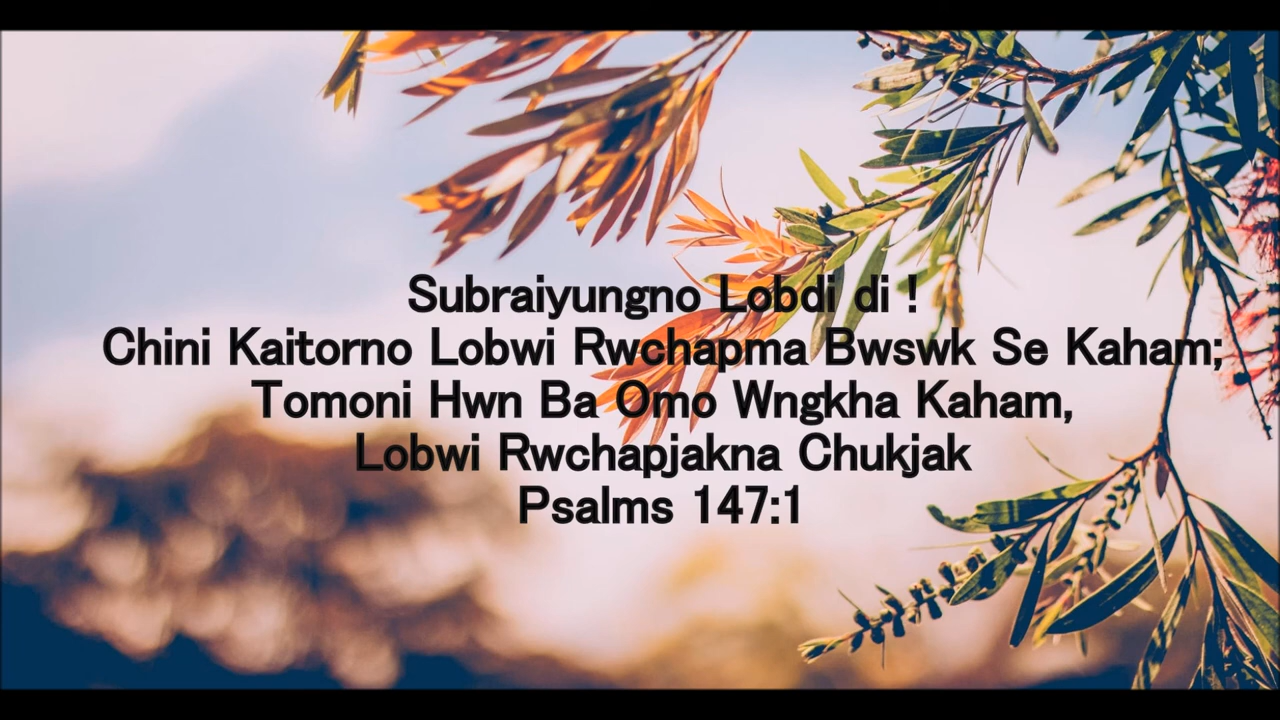 Subraiyungno Lobdi di !
Chini Kaitorno Lobwi Rwchapma Bwswk Se Kaham;
Tomoni Hwn Ba Omo Wngkha Kaham,
Lobwi Rwchapjakna Chukjak
Psalms 147:1